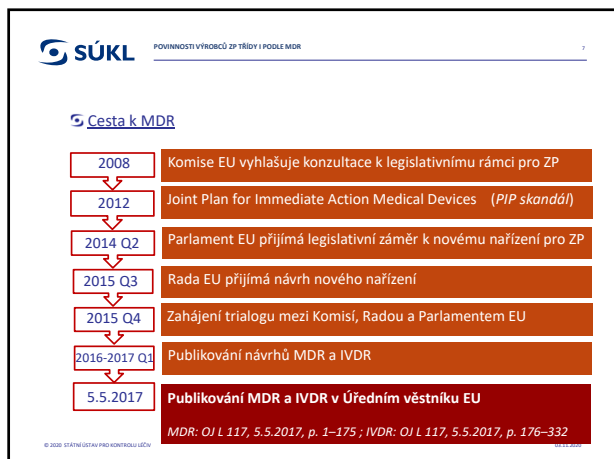 SÚKL
POVINNOSTI VÝROBCŮ ZP TŘÍDY I PODLE MDR
7
Cesta k MDR
2008
Komise EU vyhlašuje konzultace k legislativnímu rámci pro ZP
2012
Joint Plan for Immediate Action Medical Devices (PIP skandál)
2014 Q2
Parlament EU přijímá legislativní záměr k novému nařízení pro ZP
2015 Q3
Rada EU přijímá návrh nového nařízení
2015 Q4
Zahájení trialogu mezi Komisí, Radou a Parlamentem EU
2016-2017 Q1
Publikování návrhů MDR a IVDR
5.5.2017
Publikování MDR a IVDR v Úředním věstníku EU
MDR: OJ L 117, 5.5.2017, p. 1–175 ; IVDR: OJ L 117, 5.5.2017, p. 176–332
© 2020 STÁTNÍ ÚSTAV PRO KONTROLU LÉČIV
03.11.2020